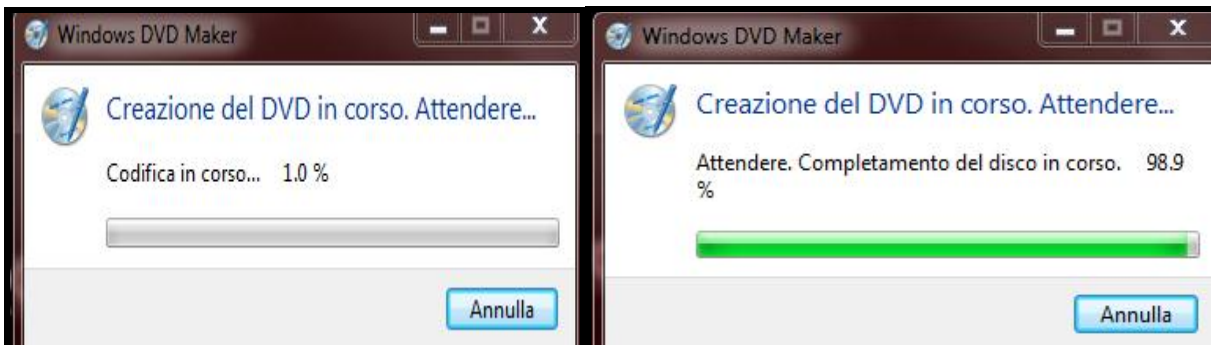 Windows DVD Maker
Creazione del DVD in corso. Attendere...
Codifica in corso... 1.0 %
Annulla
Windows DVD Maker
Creazione del DVD in corso. Attendere...
Attendere. Completamento del disco in corso. 98.9
%
Annulla